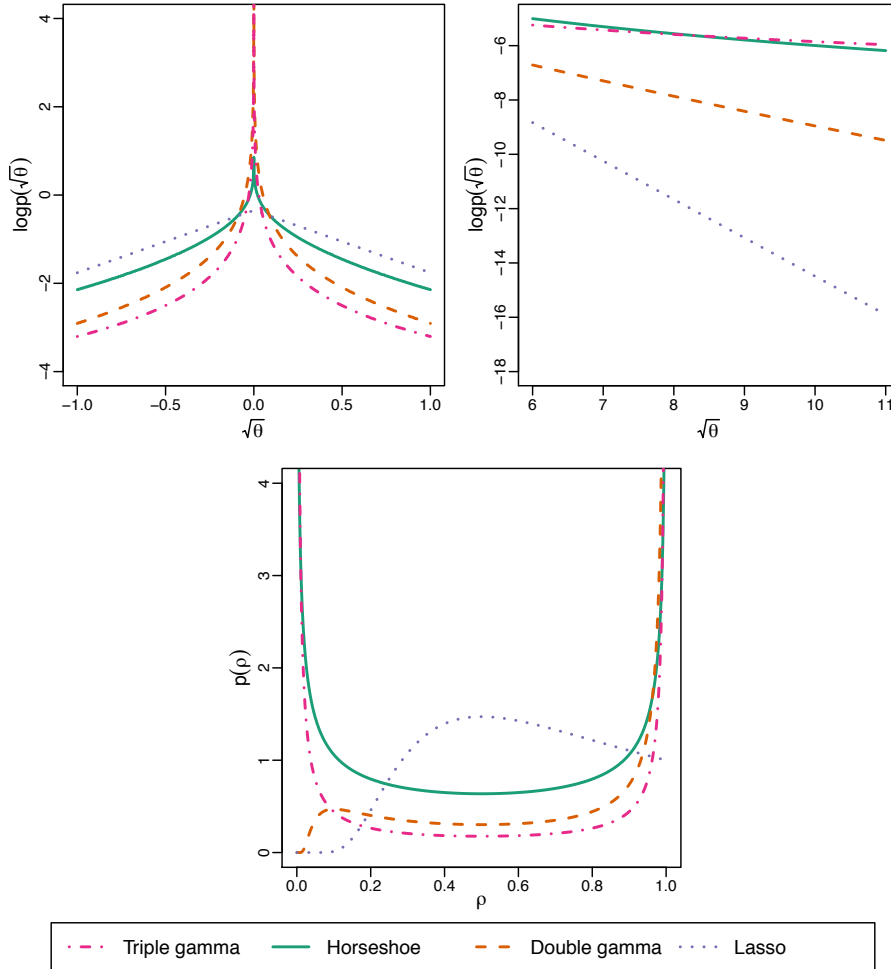 logp(√θ)
4
2
0
−2
−4
−1.0 −0.5 0.0 0.5 1.0
√θ
logp(√θ)
−6
−8
−10
−12
−14
−16
−18
6 7 8 9 10 11
√θ
p(ρ)
4
3
2
1
0
0.0 0.2 0.4 0.6 0.8 1.0
ρ
Triple gamma Horseshoe Double gamma Lasso